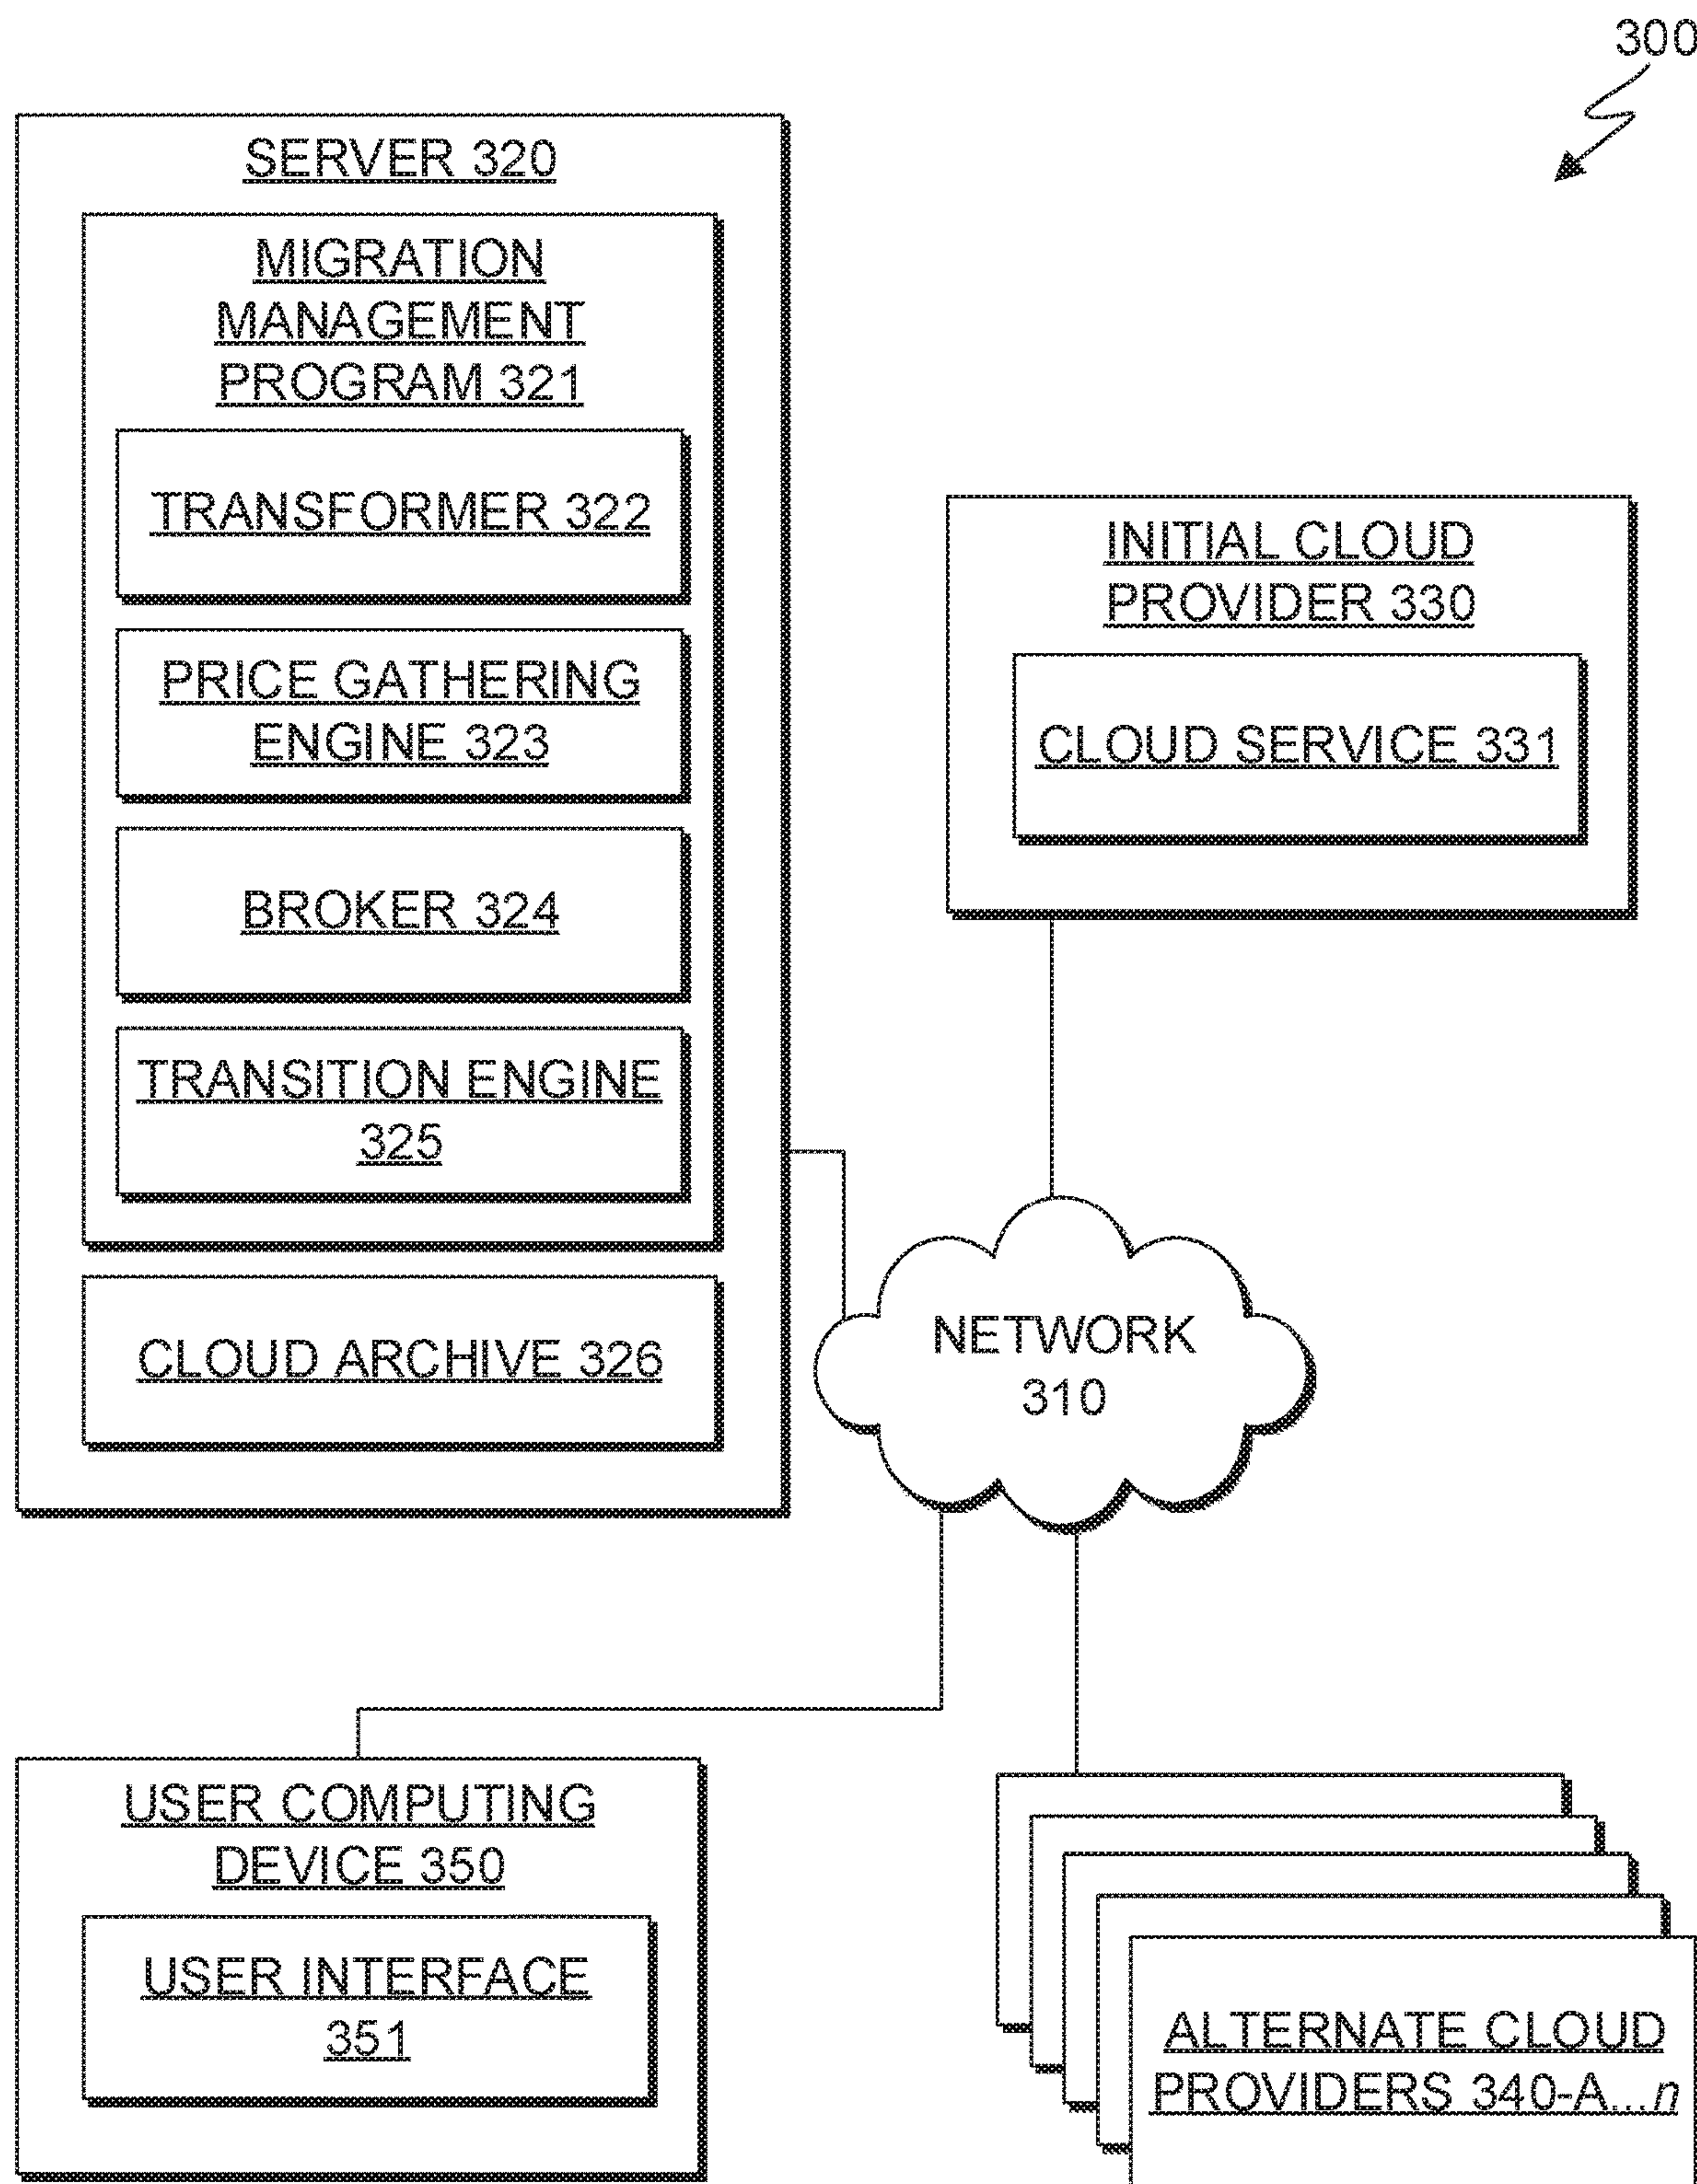 300
SERVER 320
MIGRATION
MANAGEMENT
PROGRAM 321
TRANSFORMER 322
PRICE GATHERING
ENGINE 323
BROKER 324
TRANSITION ENGINE
325
CLOUD ARCHIVE 326
INITIAL CLOUD
PROVIDER 330
CLOUD SERVICE 331
NETWORK
310
USER COMPUTING
DEVICE 350
USER INTERFACE
351
ALTERNATE CLOUD
PROVIDERS 340-A...n